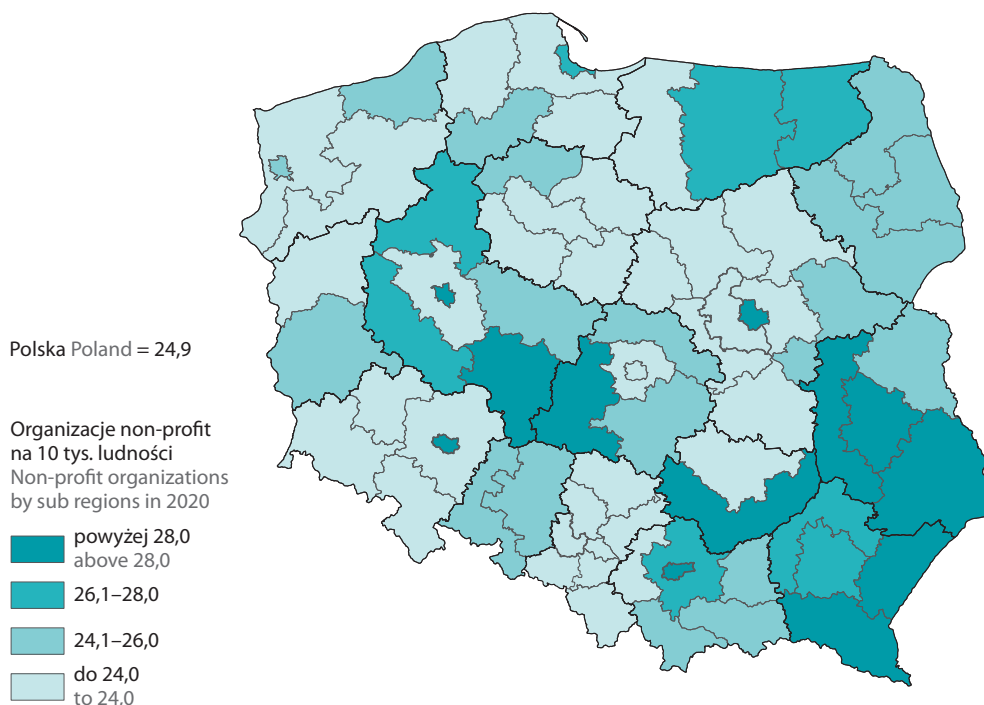 Polska Poland = 24,9
Organizacje non-profit
na 10 tys. ludności
Non-profit organizations
by sub regions in 2020
powyżej 28,0
above 28,0
26,1–28,0
24,1–26,0
do 24,0
to 24,0